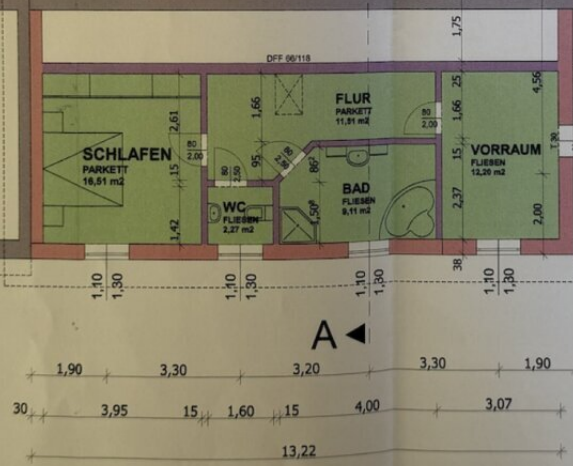 1,75
DFF 66/118
25
4,56
FLUR
PARKETT
11,51 m2
1,66
80
2,00
1,66
2,61
SCHLAFEN
PARKETT
16,51 m2
80
2,00
15
95
80
2,50
80
2,50
86²
15
VORRAUM
FLIESEN
12,20 m2
BAD
FLIESEN
9,11 m2
WC
FLIESEN
2,27 m2
1,42
1,50⁸
2,37
2,00
38
1,10
1,30
1,10
1,30
1,10
1,30
1,10
1,30
A
1,90
3,30
3,20
3,30
1,90
30
3,95
15
1,60
15
4,00
3,07
13,22